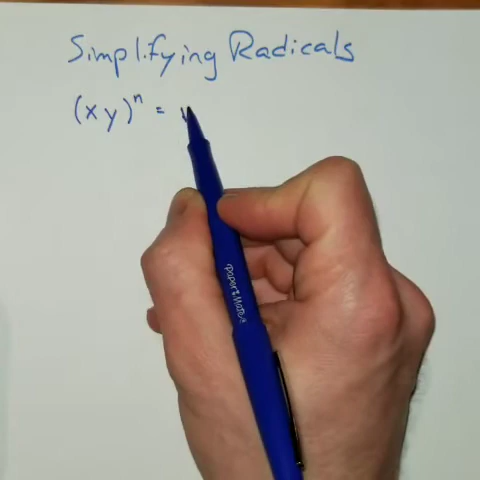 Simplifying Radicals
(xy)ⁿ =
Paper Mate